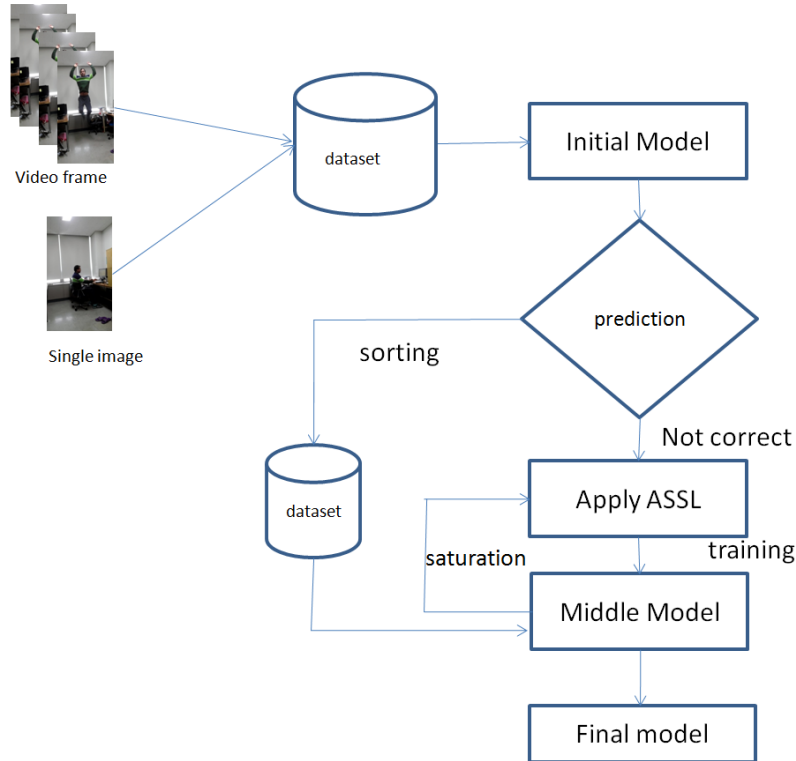 Video frame
dataset
Initial Model
Single image
prediction
sorting
Not correct
dataset
Apply ASSL
saturation
training
Middle Model
Final model